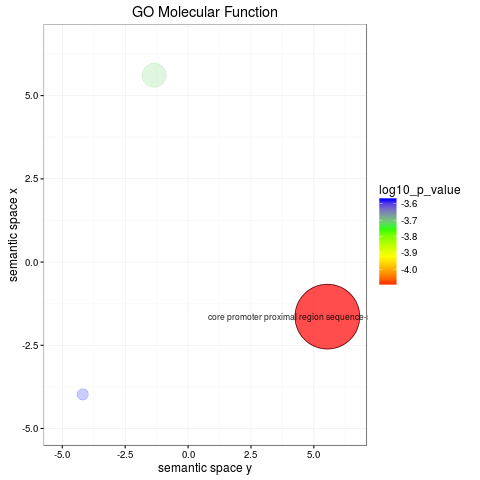 GO Molecular Function
semantic space x
5.0
2.5
0.0
-2.5
-5.0
core promoter proximal region sequence-
-5.0 -2.5 0.0 2.5 5.0
semantic space y
log10_p_value
-3.6
-3.7
-3.8
-3.9
-4.0